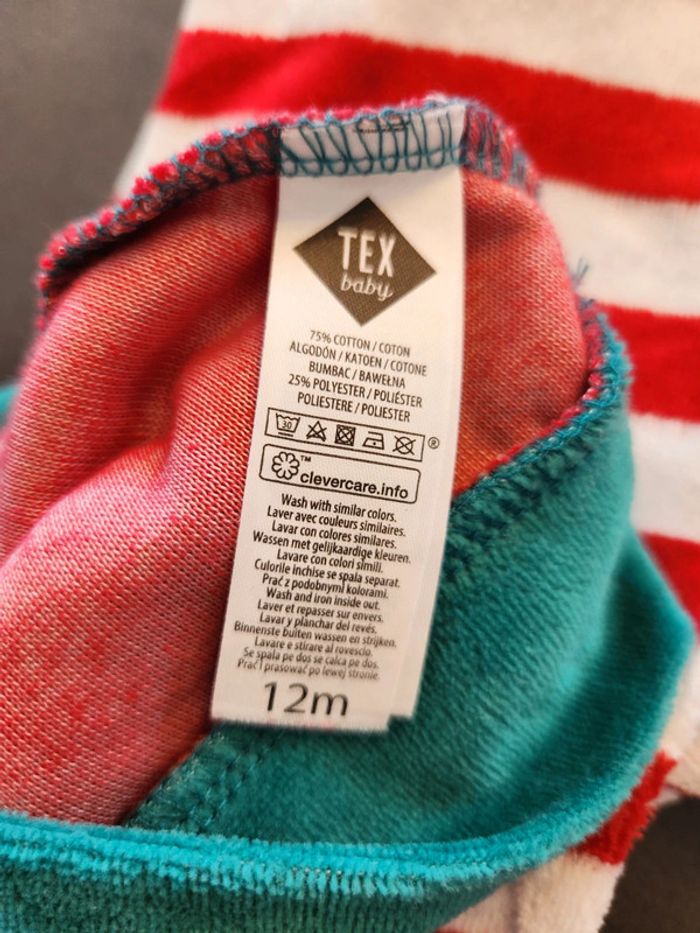 TEX
baby
75% COTTON / COTON
ALGODÓN / KATOEN / COTONE
BUMBAC / BAWEŁNA
25% POLYESTER / POLIÉSTER
POLIESTERE / POLIESTER
30
®
™
clevercare.info
Wash with similar colors.
Laver avec couleurs similaires.
Lavar con colores similares.
Wassen met gelijkaardige kleuren.
Lavare con colori simili.
Culorile inchise se spala separat.
Prać z podobnymi kolorami.
Wash and iron inside out.
Laver et repasser sur envers.
Lavar y planchar del revés.
Binnenste buiten wassen en strijken.
Lavare e stirare al rovescio.
Se spala pe dos se calca pe dos.
Prać i prasować po lewej stronie.
12m